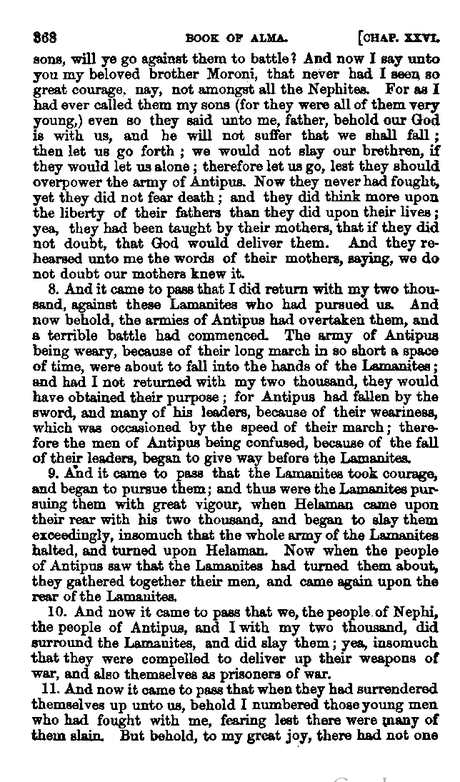 368 BOOK OF ALMA. [CHAP. XXVI.
sons, will ye go against them to battle? And now I say unto
you my beloved brother Moroni, that never had I seen so
great courage, nay, not amongst all the Nephites. For as I
had ever called them my sons (for they were all of them very
young,) even so they said unto me, father, behold our God
is with us, and he will not suffer that we shall fall;
then let us go forth; we would not slay our brethren, if
they would let us alone; therefore let us go, lest they should
overpower the army of Antipus. Now they never had fought,
yet they did not fear death; and they did think more upon
the liberty of their fathers than they did upon their lives;
yea, they had been taught by their mothers, that if they did
not doubt, that God would deliver them. And they re-
hearsed unto me the words of their mothers, saying, we do
not doubt our mothers knew it.
8. And it came to pass that I did return with my two thou-
sand, against these Lamanites who had pursued us. And
now behold, the armies of Antipus had overtaken them, and
a terrible battle had commenced. The army of Antipus
being weary, because of their long march in so short a space
of time, were about to fall into the hands of the Lamanites;
and had I not returned with my two thousand, they would
have obtained their purpose; for Antipus had fallen by the
sword, and many of his leaders, because of their weariness,
which was occasioned by the speed of their march; there-
fore the men of Antipus being confused, because of the fall
of their leaders, began to give way before the Lamanites.
9. And it came to pass that the Lamanites took courage,
and began to pursue them; and thus were the Lamanites pur-
suing them with great vigour, when Helaman came upon
their rear with his two thousand, and began to slay them
exceedingly, insomuch that the whole army of the Lamanites
halted, and turned upon Helaman. Now when the people
of Antipus saw that the Lamanites had turned them about,
they gathered together their men, and came again upon the
rear of the Lamanites.
10. And now it came to pass that we, the people of Nephi,
the people of Antipus, and I with my two thousand, did
surround the Lamanites, and did slay them; yea, insomuch
that they were compelled to deliver up their weapons of
war, and also themselves as prisoners of war.
11. And now it came to pass that when they had surrendered
themselves up unto us, behold I numbered those young men
who had fought with me, fearing lest there were many of
them slain. But behold, to my great joy, there had not one